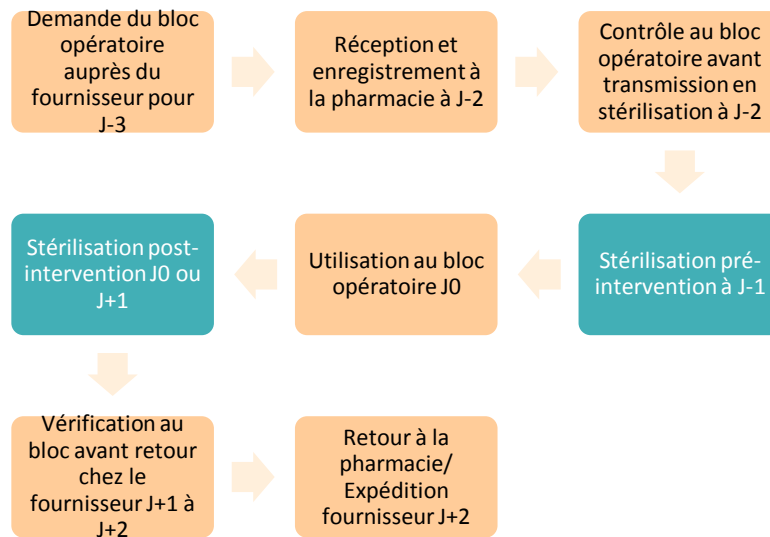 Demande du bloc
opératoire
auprès du
fournisseur pour
J-3
Réception et
enregistrement à
la pharmacie à J-2
Contrôle au bloc
opératoire avant
transmission en
stérilisation à J-2
Stérilisation post-
intervention J0 ou
J+1
Utilisation au bloc
opératoire J0
Stérilisation pré-
intervention à J-1
Vérification au
bloc avant retour
chez le
fournisseur J+1 à
J+2
Retour à la
pharmacie/
Expédition
fournisseur J+2